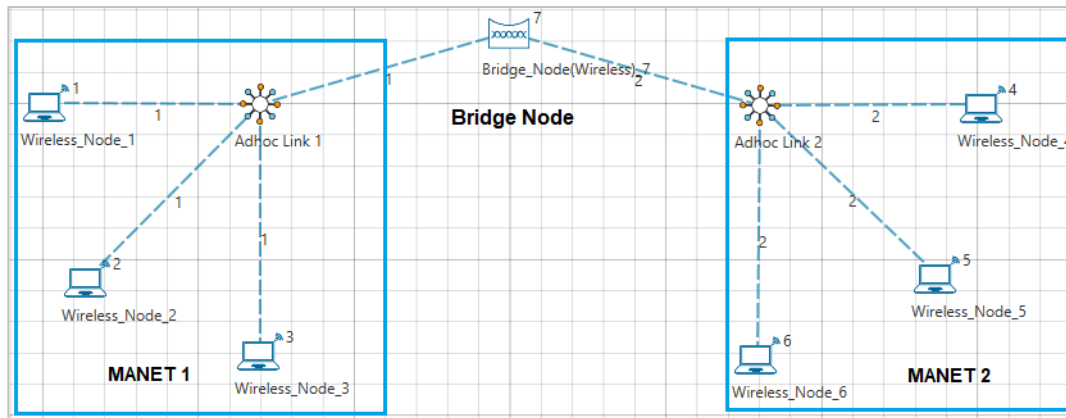 7
Bridge_Node(Wireless)_7
1
2
Bridge Node
1
Wireless_Node_1
1
Adhoc Link 1
1
2
Wireless_Node_2
1
3
Wireless_Node_3
MANET 1
Adhoc Link 2
2
4
Wireless_Node_4
2
5
Wireless_Node_5
2
6
Wireless_Node_6
MANET 2